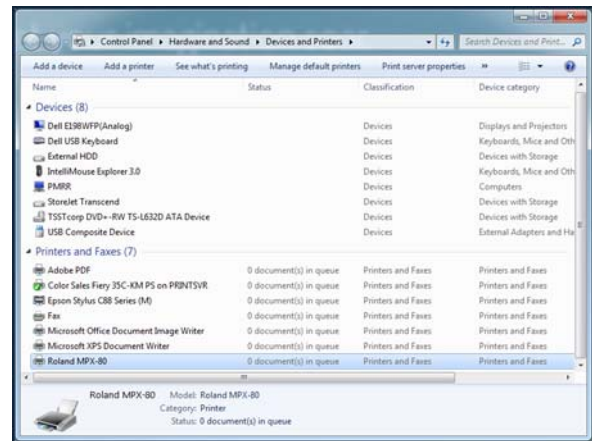 Control Panel ▸ Hardware and Sound ▸ Devices and Printers ▸ Search Devices and Print...
Add a device Add a printer See what's printing Manage default printers Print server properties »
Name Status Classification Device category
Devices (8)
Dell E198WFP(Analog) Devices Displays and Projectors
Dell USB Keyboard Devices Keyboards, Mice and Oth
External HDD Devices Devices with Storage
IntelliMouse Explorer 3.0 Devices Keyboards, Mice and Oth
PMRR Devices Computers
StoreJet Transcend Devices Devices with Storage
TSSTcorp DVD+-RW TS-L632D ATA Device Devices Devices with Storage
USB Composite Device Devices External Adapters and Ha
Printers and Faxes (7)
Adobe PDF 0 document(s) in queue Printers and Faxes Printers and Faxes
Color Sales Fiery 35C-KM PS on PRINTSVR 0 document(s) in queue Printers and Faxes Printers and Faxes
Epson Stylus C88 Series (M) 0 document(s) in queue Printers and Faxes Printers and Faxes
Fax 0 document(s) in queue Printers and Faxes Printers and Faxes
Microsoft Office Document Image Writer 0 document(s) in queue Printers and Faxes Printers and Faxes
Microsoft XPS Document Writer 0 document(s) in queue Printers and Faxes Printers and Faxes
Roland MPX-80 0 document(s) in queue Printers and Faxes Printers and Faxes
Roland MPX-80 Model: Roland MPX-80
Category: Printer
Status: 0 document(s) in queue